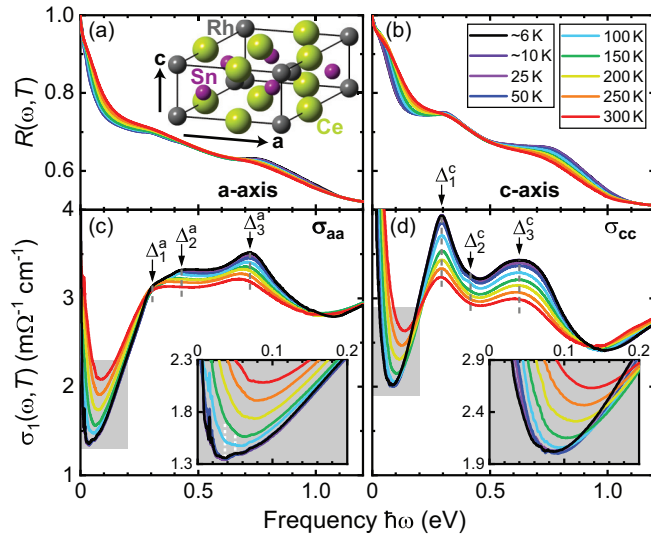 (a)
Rh
c
Sn
Ce
a
a-axis
R(ω,T)
1.0
0.8
0.6
(b)
~6 K
~10 K
25 K
50 K
100 K
150 K
200 K
250 K
300 K
c-axis
(c)
Δ₁ᵃ
Δ₂ᵃ
Δ₃ᵃ
σaa
σ₁(ω,T) (mΩ⁻¹ cm⁻¹)
4
3
2
1
0 0.1 0.2
2.3
1.8
1.3
(d)
Δ₁ᶜ
Δ₂ᶜ
Δ₃ᶜ
σcc
0 0.1 0.2
2.9
2.4
1.9
0 0.5 1.0 0 0.5 1.0
Frequency ħω (eV)